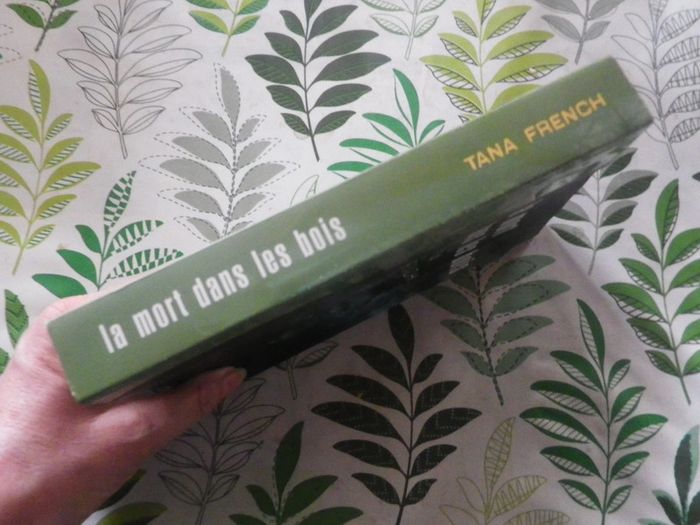 la mort dans les bois
TANA FRENCH